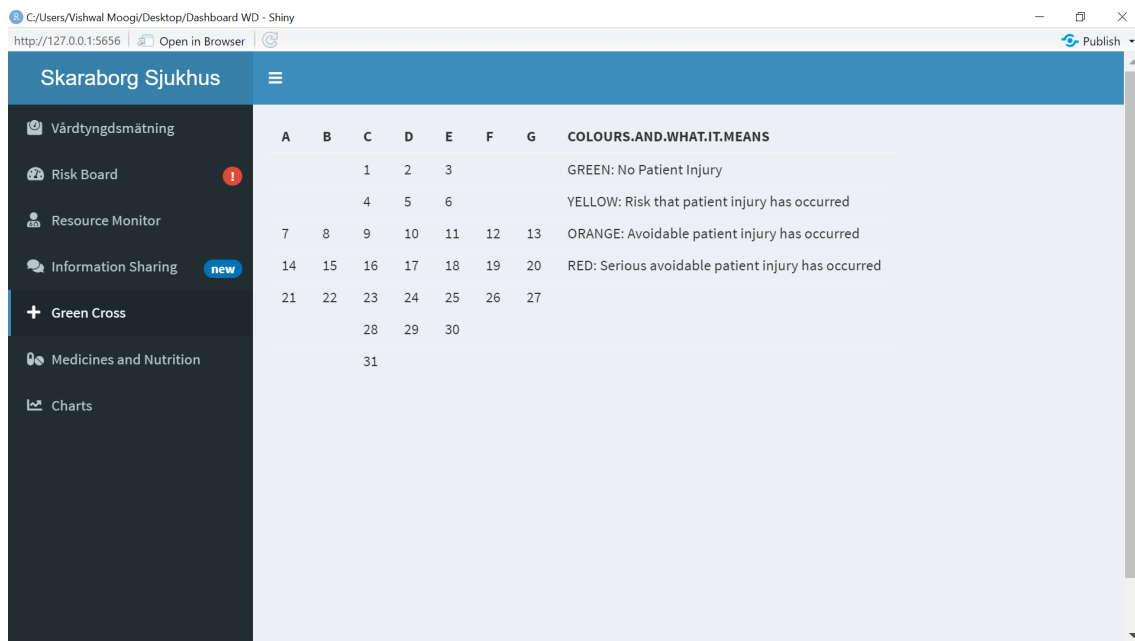 C:/Users/Vishwal Moogi/Desktop/Dashboard WD - Shiny
http://127.0.0.1:5656 Open in Browser Publish
Skaraborg Sjukhus
Vårdtyngdsmätning
Risk Board !
Resource Monitor
Information Sharing new
Green Cross
Medicines and Nutrition
Charts
A B C D E F G COLOURS.AND.WHAT.IT.MEANS
1 2 3 GREEN: No Patient Injury
4 5 6 YELLOW: Risk that patient injury has occurred
7 8 9 10 11 12 13 ORANGE: Avoidable patient injury has occurred
14 15 16 17 18 19 20 RED: Serious avoidable patient injury has occurred
21 22 23 24 25 26 27
28 29 30
31